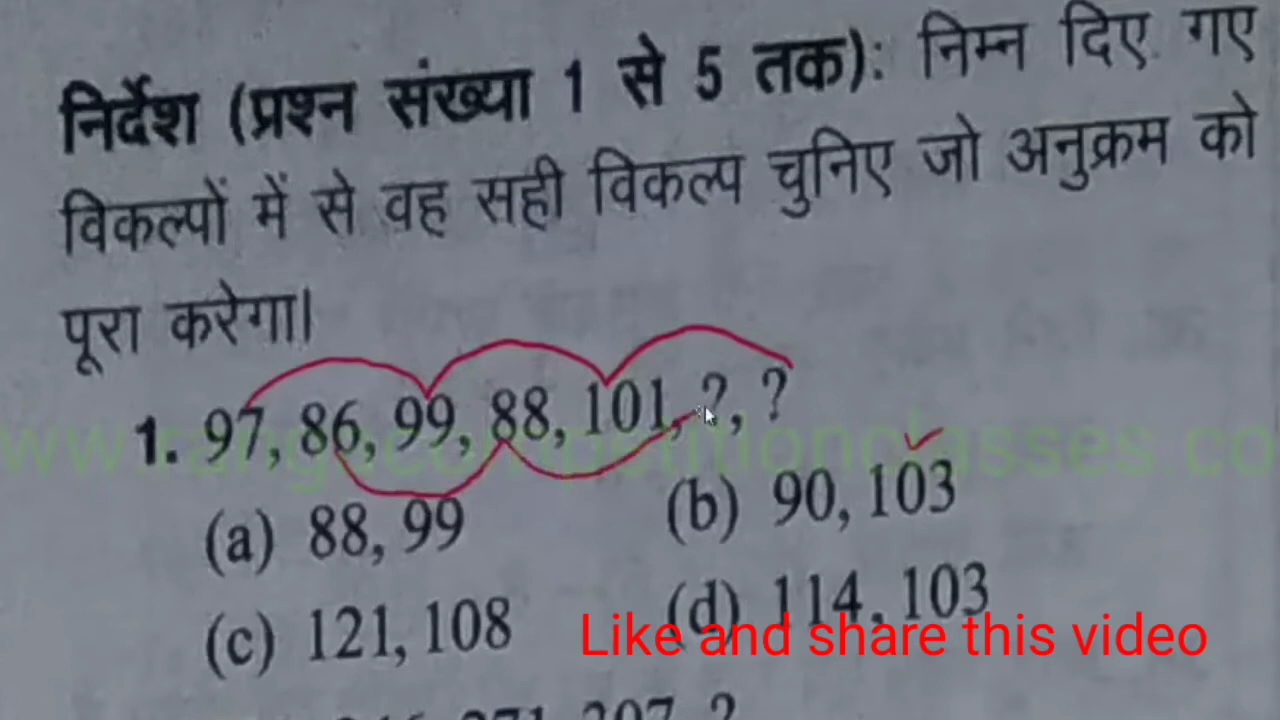 निर्देश (प्रश्न संख्या 1 से 5 तक): निम्न दिए गए
विकल्पों में से वह सही विकल्प चुनिए जो अनुक्रम को
पूरा करेगा।
1. 97, 86, 99, 88, 101, ?, ?
(a) 88, 99 (b) 90, 103
(c) 121, 108 (d) 114, 103
Like and share this video